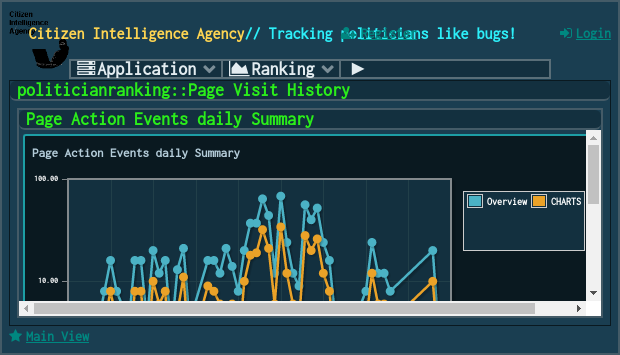 Citizen
Intelligence
Agency
Citizen Intelligence Agency// Tracking politicians like bugs!
Login
Application
Ranking
politicianranking::Page Visit History
Page Action Events daily Summary
Page Action Events daily Summary
100.00
10.00
Overview
CHARTS
Main View